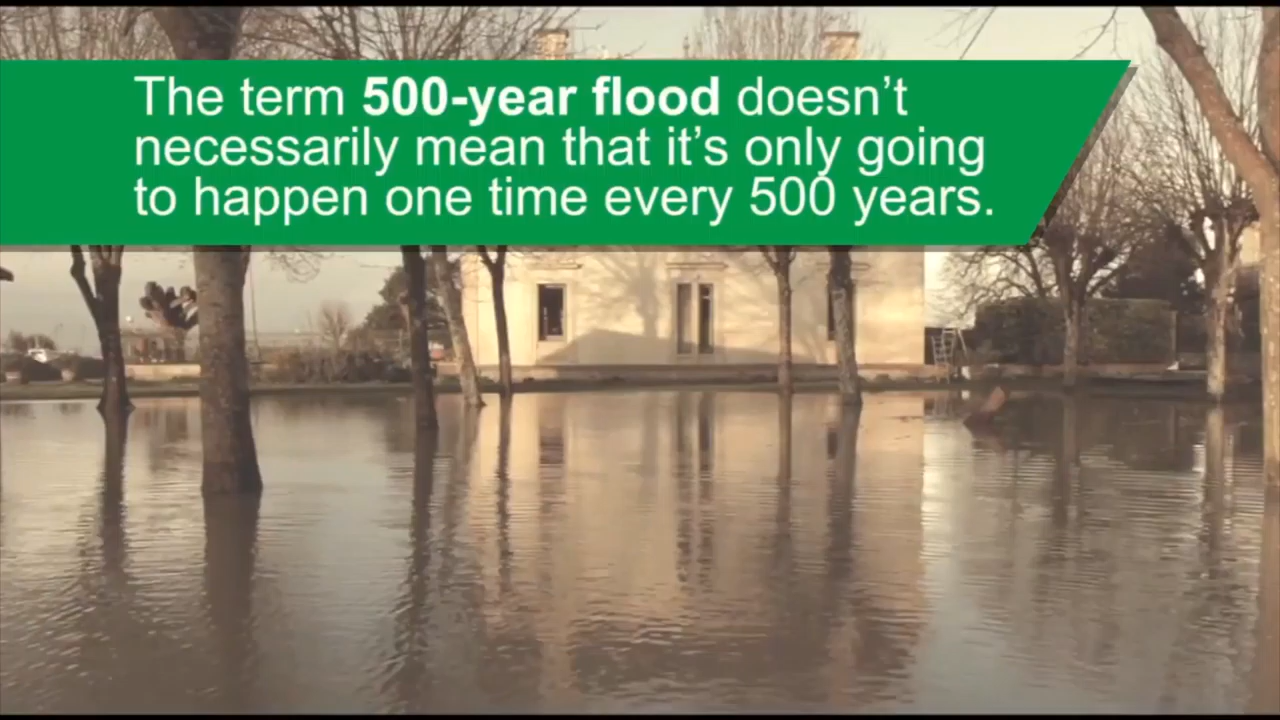 The term 500-year flood doesn’t
necessarily mean that it’s only going
to happen one time every 500 years.